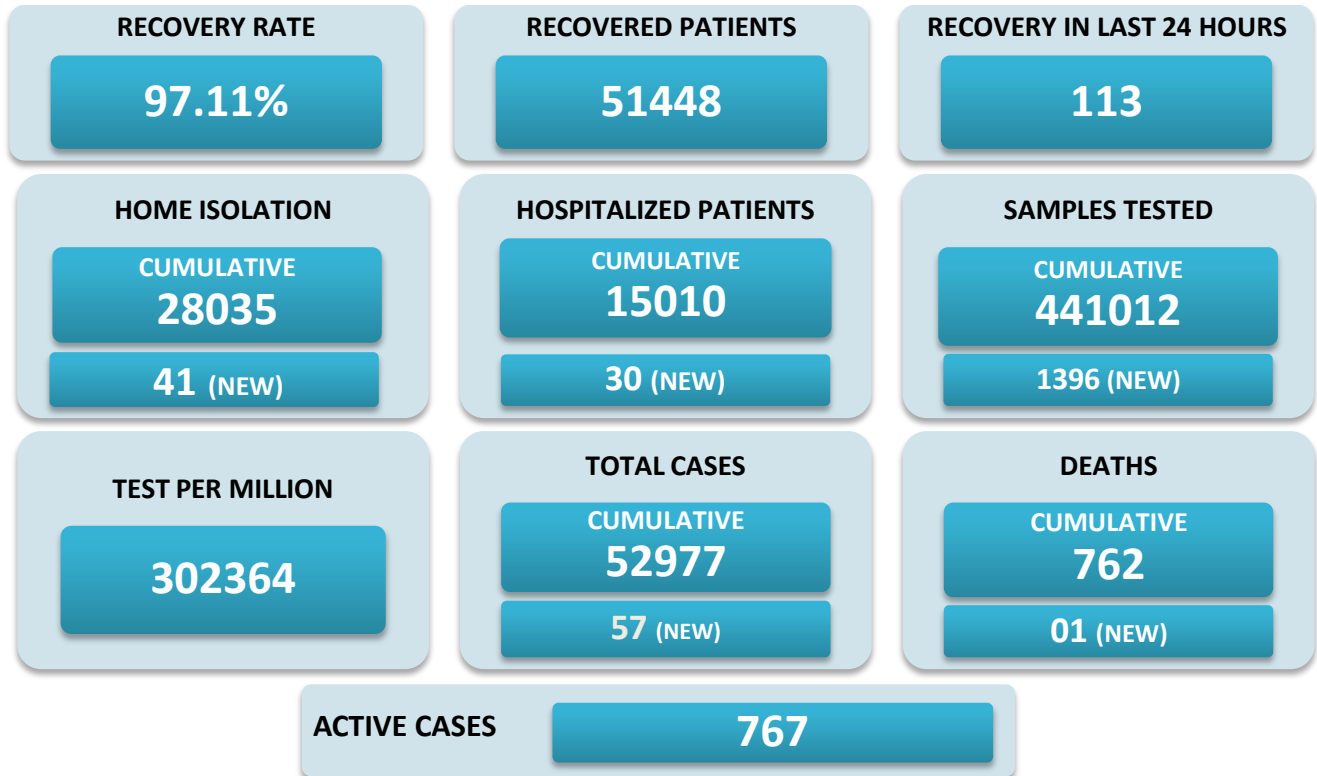 RECOVERY RATE
97.11%
RECOVERED PATIENTS
51448
RECOVERY IN LAST 24 HOURS
113
HOME ISOLATION
CUMULATIVE
28035
41 (NEW)
HOSPITALIZED PATIENTS
CUMULATIVE
15010
30 (NEW)
SAMPLES TESTED
CUMULATIVE
441012
1396 (NEW)
TEST PER MILLION
302364
TOTAL CASES
CUMULATIVE
52977
57 (NEW)
DEATHS
CUMULATIVE
762
01 (NEW)
ACTIVE CASES
767